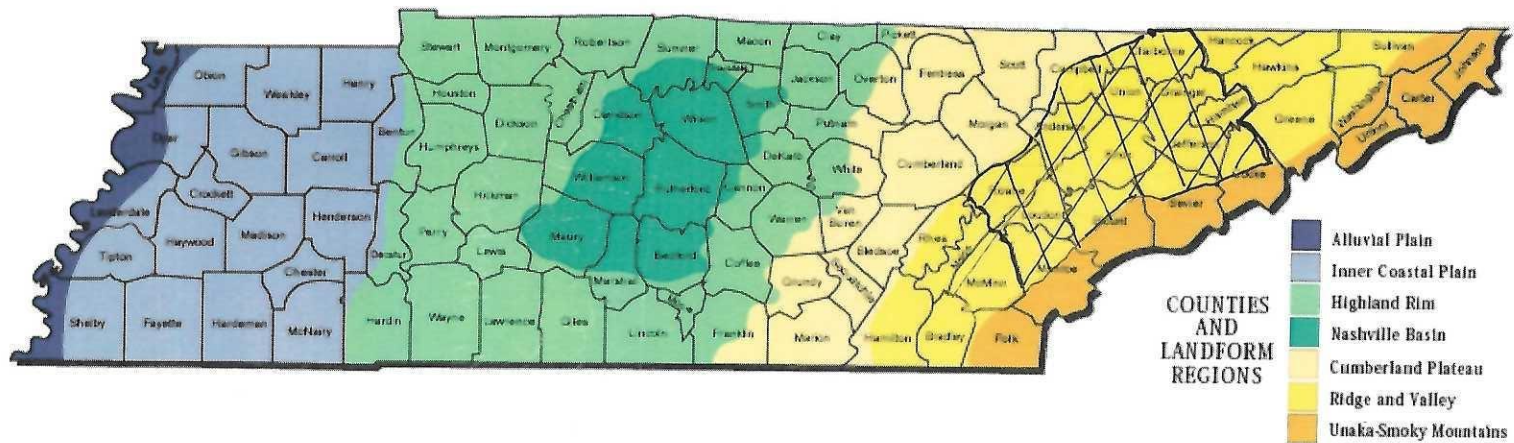 Stewart
Montgomery
Robertson
Sumner
Macon
Clay
Pickett
Lake
Obion
Weakley
Henry
Houston
Dickson
Cheatham
Davidson
Wilson
Smith
Jackson
Overton
Fentress
Scott
Campbell
Claiborne
Hancock
Hawkins
Sullivan
Johnson
Carter
Washington
Unicoi
Greene
Union
Grainger
Hamblen
Jefferson
Cocke
Sevier
Blount
Knox
Anderson
Morgan
Cumberland
Putnam
White
DeKalb
Cannon
Rutherford
Williamson
Hickman
Humphreys
Benton
Carroll
Gibson
Dyer
Crockett
Lauderdale
Haywood
Madison
Henderson
Decatur
Perry
Lewis
Maury
Bedford
Coffee
Warren
Van
Buren
Bledsoe
Rhea
Roane
Loudon
Monroe
McMinn
Tipton
Chester
Marshall
Grundy
Shelby
Fayette
Hardeman
McNairy
Hardin
Wayne
Lawrence
Giles
Lincoln
Franklin
Marion
Hamilton
Bradley
Polk
COUNTIES
AND
LANDFORM
REGIONS
Alluvial Plain
Inner Coastal Plain
Highland Rim
Nashville Basin
Cumberland Plateau
Ridge and Valley
Unaka-Smoky Mountains